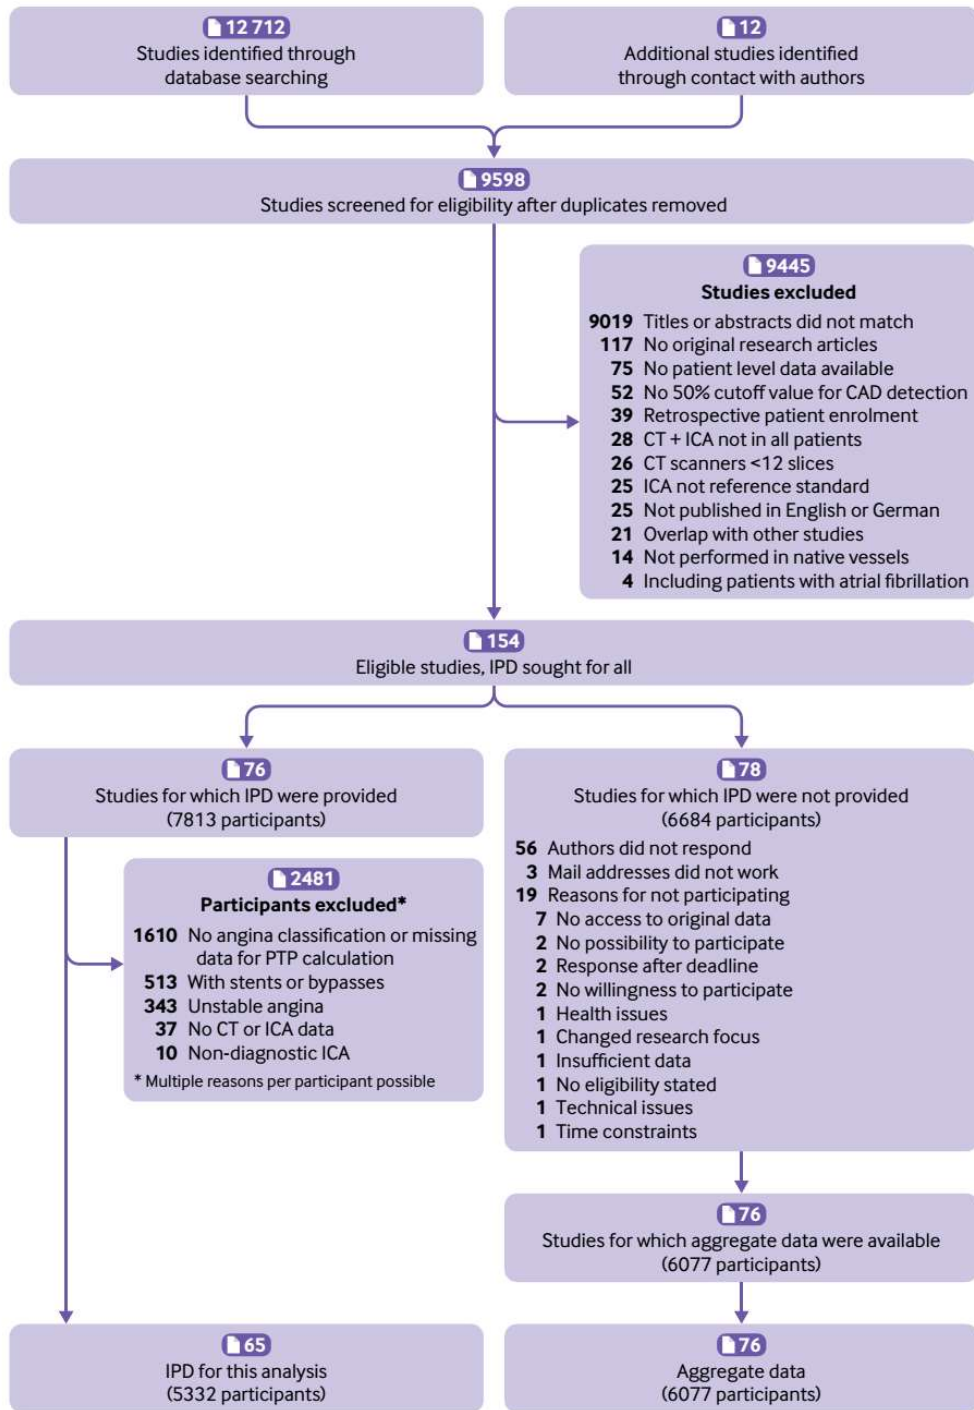 12 712
Studies identified through
database searching
12
Additional studies identified
through contact with authors
9598
Studies screened for eligibility after duplicates removed
9445
Studies excluded
9019 Titles or abstracts did not match
117 No original research articles
75 No patient level data available
52 No 50% cutoff value for CAD detection
39 Retrospective patient enrolment
28 CT + ICA not in all patients
26 CT scanners <12 slices
25 ICA not reference standard
25 Not published in English or German
21 Overlap with other studies
14 Not performed in native vessels
4 Including patients with atrial fibrillation
154
Eligible studies, IPD sought for all
76
Studies for which IPD were provided
(7813 participants)
2481
Participants excluded*
1610 No angina classification or missing
data for PTP calculation
513 With stents or bypasses
343 Unstable angina
37 No CT or ICA data
10 Non-diagnostic ICA
* Multiple reasons per participant possible
78
Studies for which IPD were not provided
(6684 participants)
56 Authors did not respond
3 Mail addresses did not work
19 Reasons for not participating
7 No access to original data
2 No possibility to participate
2 Response after deadline
2 No willingness to participate
1 Health issues
1 Changed research focus
1 Insufficient data
1 No eligibility stated
1 Technical issues
1 Time constraints
76
Studies for which aggregate data were available
(6077 participants)
65
IPD for this analysis
(5332 participants)
76
Aggregate data
(6077 participants)